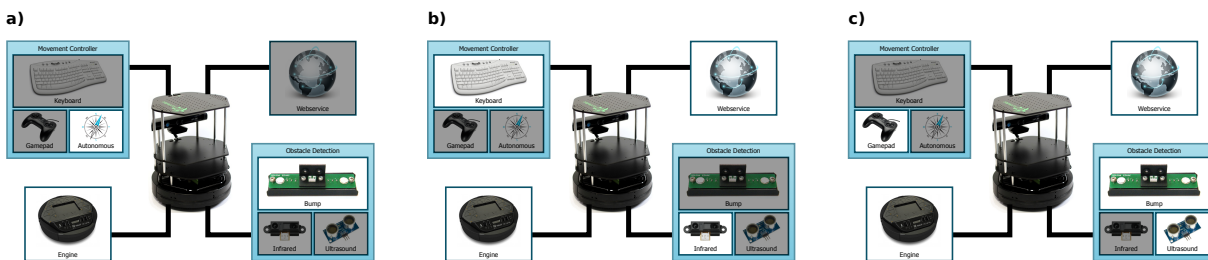 a)
Movement Controller
Keyboard
Gamepad
Autonomous
Webservice
Obstacle Detection
Bump
Infrared
Ultrasound
Engine
b)
Movement Controller
Keyboard
Gamepad
Autonomous
Webservice
Obstacle Detection
Bump
Infrared
Ultrasound
Engine
c)
Movement Controller
Keyboard
Gamepad
Autonomous
Webservice
Obstacle Detection
Bump
Infrared
Ultrasound
Engine